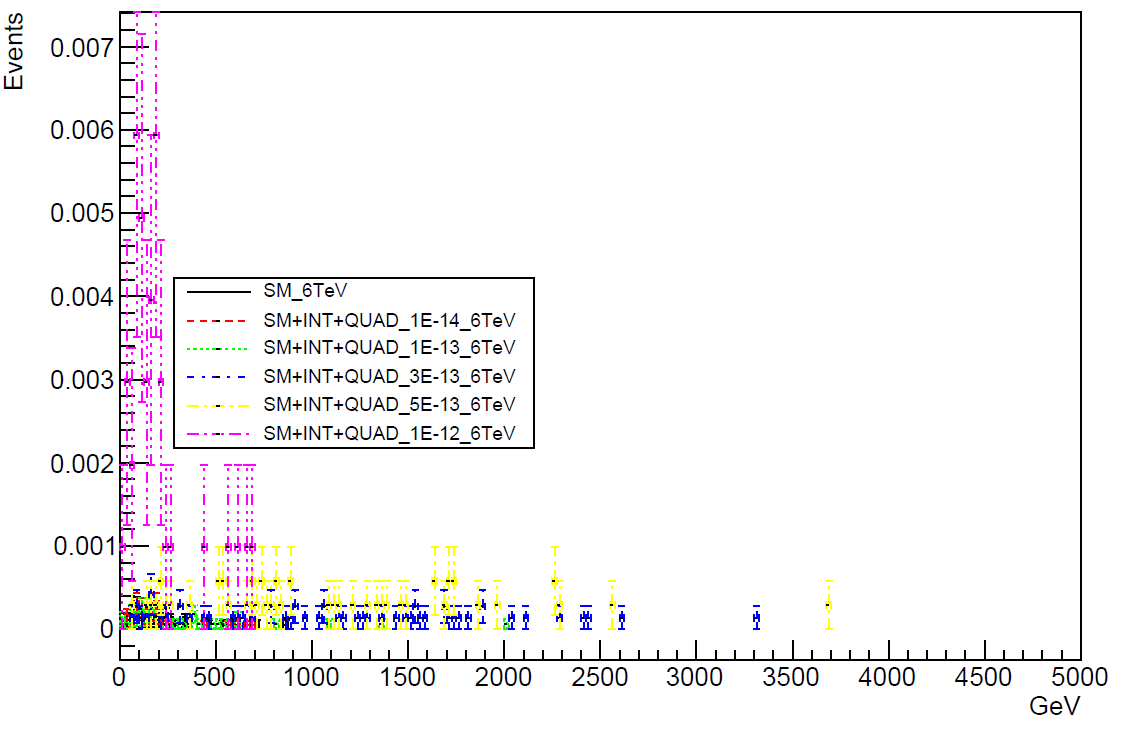 Events
0.007
0.006
0.005
0.004
0.003
0.002
0.001
0
SM_6TeV
SM+INT+QUAD_1E-14_6TeV
SM+INT+QUAD_1E-13_6TeV
SM+INT+QUAD_3E-13_6TeV
SM+INT+QUAD_5E-13_6TeV
SM+INT+QUAD_1E-12_6TeV
0 500 1000 1500 2000 2500 3000 3500 4000 4500 5000
GeV